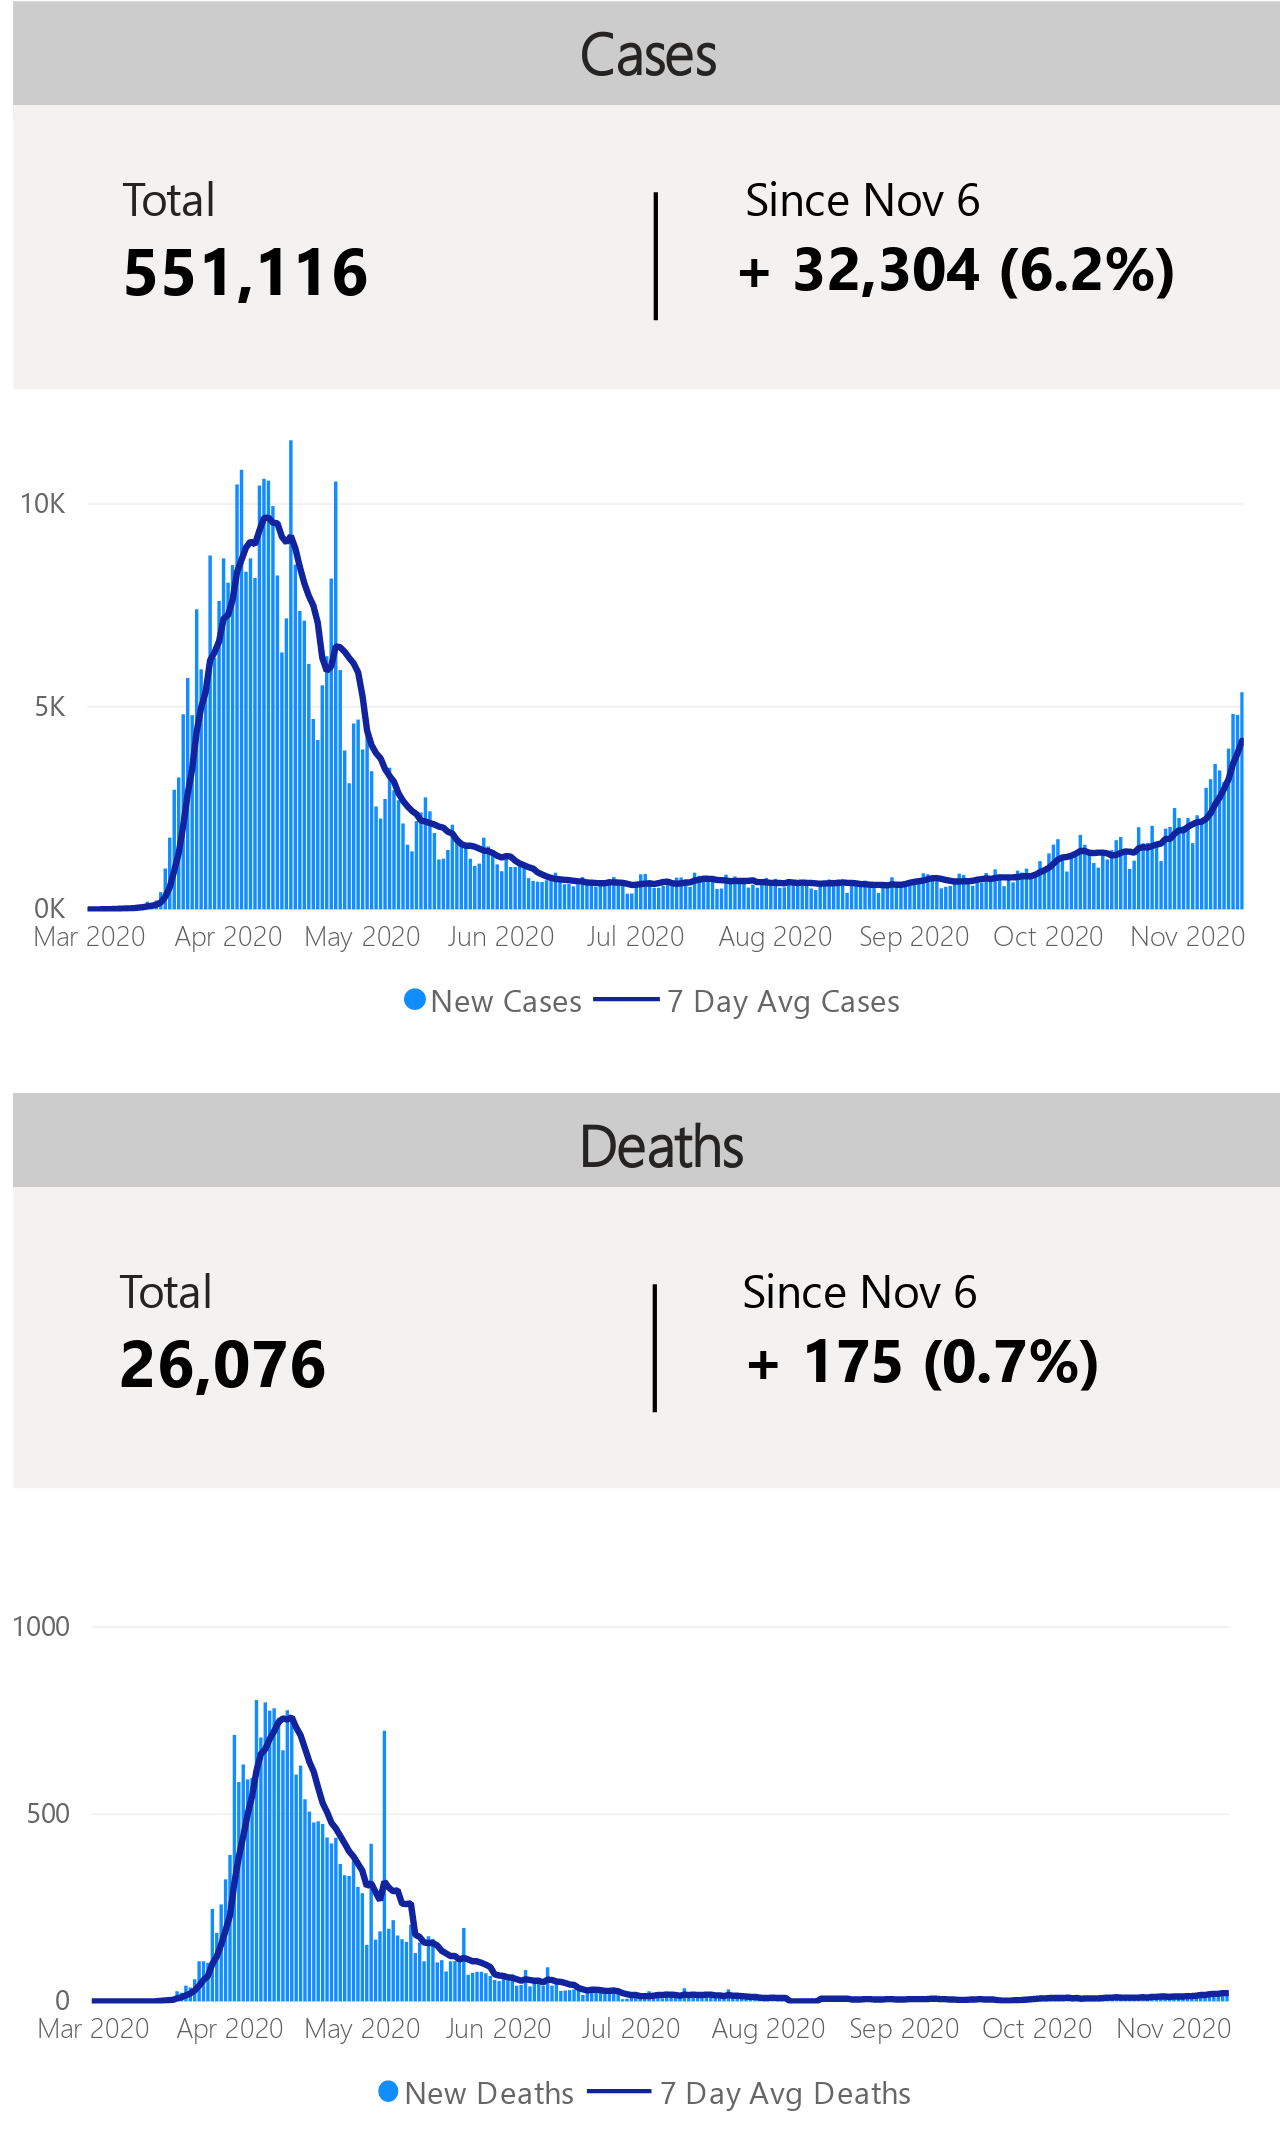 Cases
Total
Since Nov 6
551,116
+ 32,304 (6.2%)
10K
5K
0K
Mar 2020 Apr 2020 May 2020 Jun 2020 Jul 2020 Aug 2020 Sep 2020 Oct 2020 Nov 2020
New Cases 7 Day Avg Cases
Deaths
Total
Since Nov 6
26,076
+ 175 (0.7%)
1000
500
0
Mar 2020 Apr 2020 May 2020 Jun 2020 Jul 2020 Aug 2020 Sep 2020 Oct 2020 Nov 2020
New Deaths 7 Day Avg Deaths